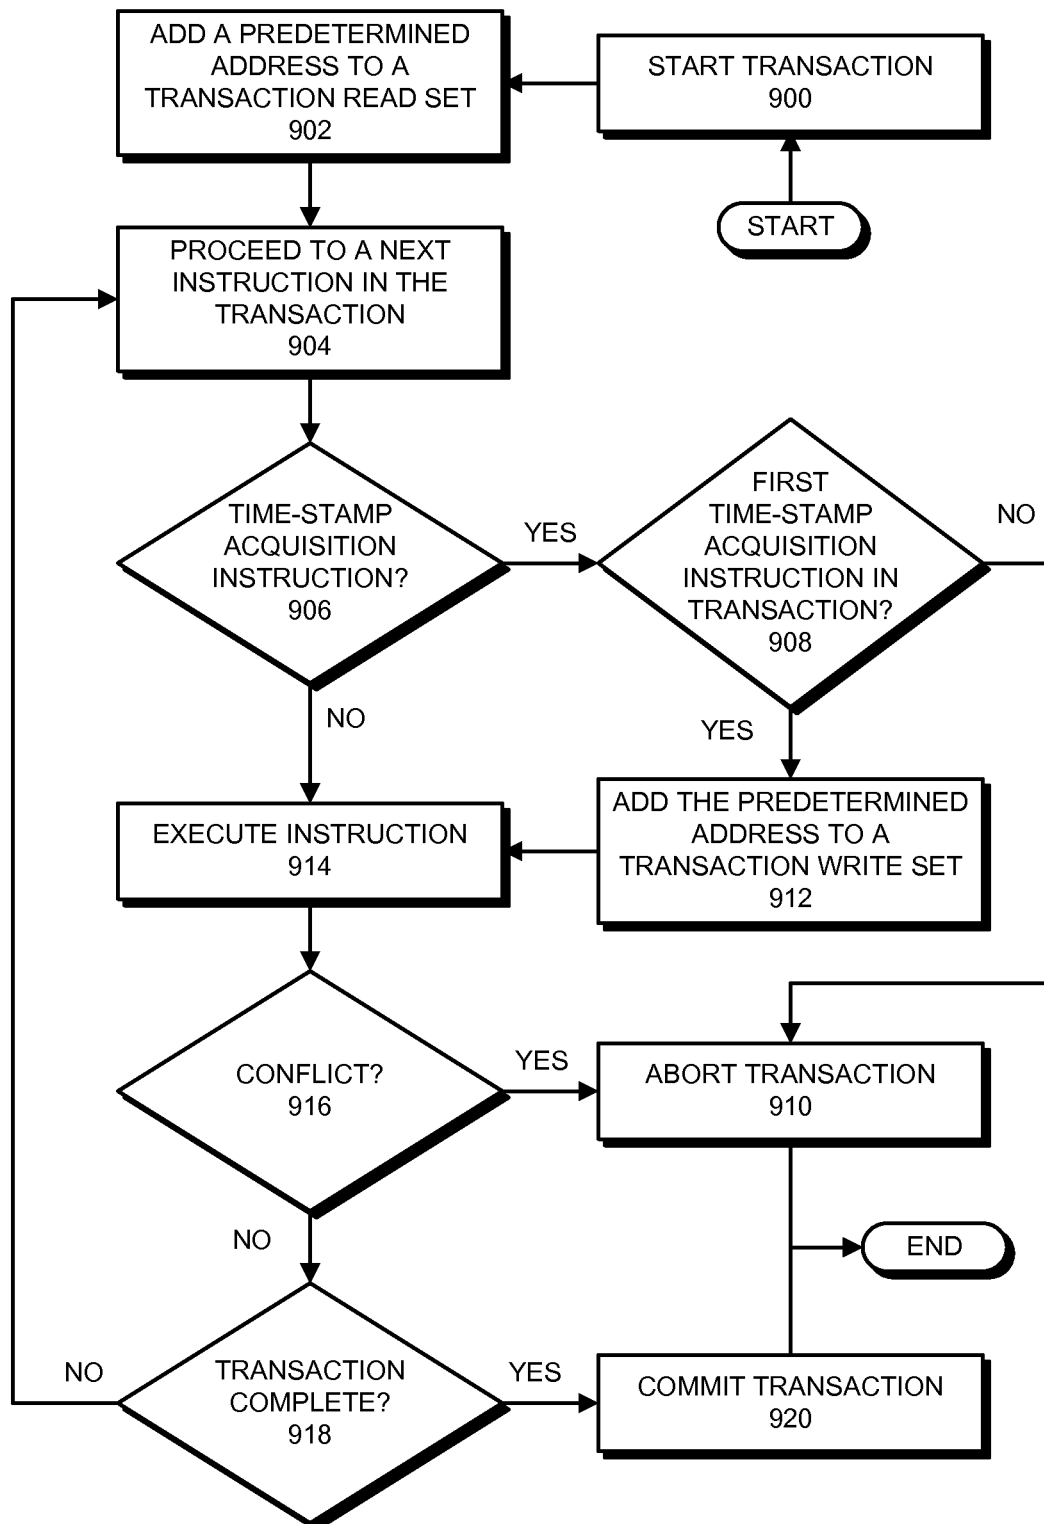 ADD A PREDETERMINED
ADDRESS TO A
TRANSACTION READ SET
902
START TRANSACTION
900
START
PROCEED TO A NEXT
INSTRUCTION IN THE
TRANSACTION
904
TIME-STAMP
ACQUISITION
INSTRUCTION?
906
YES
FIRST
TIME-STAMP
ACQUISITION
INSTRUCTION IN
TRANSACTION?
908
NO
NO
YES
EXECUTE INSTRUCTION
914
ADD THE PREDETERMINED
ADDRESS TO A
TRANSACTION WRITE SET
912
CONFLICT?
916
YES
ABORT TRANSACTION
910
NO
END
NO
TRANSACTION
COMPLETE?
918
YES
COMMIT TRANSACTION
920